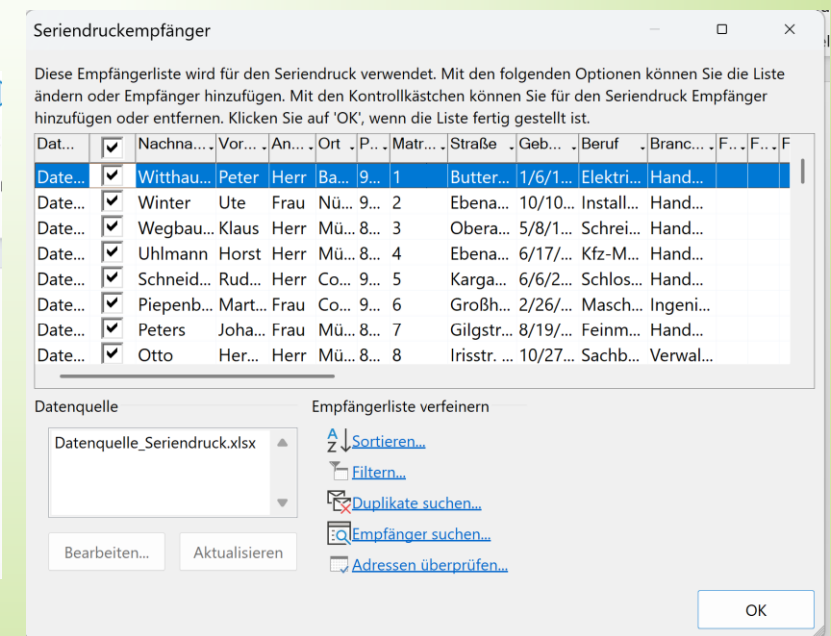 Seriendruckempfänger
Diese Empfängerliste wird für den Seriendruck verwendet. Mit den folgenden Optionen können Sie die Liste
ändern oder Empfänger hinzufügen. Mit den Kontrollkästchen können Sie für den Seriendruck Empfänger
hinzufügen oder entfernen. Klicken Sie auf 'OK', wenn die Liste fertig gestellt ist.
Dat... Nachna... Vor... An... Ort P... Matr... Straße Geb... Beruf Branc... F... F... F
Date... Witthau... Peter Herr Ba... 9... 1 Butter... 1/6/1... Elektri... Hand...
Date... Winter Ute Frau Nü... 9... 2 Ebena... 10/10... Install... Hand...
Date... Wegbau... Klaus Herr Mü... 8... 3 Obera... 5/8/1... Schrei... Hand...
Date... Uhlmann Horst Herr Mü... 8... 4 Ebena... 6/17/... Kfz-M... Hand...
Date... Schneid... Rud... Herr Co... 9... 5 Karga... 6/6/2... Schlos... Hand...
Date... Piepenb... Mart... Frau Co... 9... 6 Großh... 2/26/... Masch... Ingeni...
Date... Peters Joha... Frau Mü... 8... 7 Gilgstr... 8/19/... Feinm... Hand...
Date... Otto Her... Herr Mü... 8... 8 Irisstr. ... 10/27... Sachb... Verwal...
Datenquelle
Datenquelle_Seriendruck.xlsx
Bearbeiten...
Aktualisieren
Empfängerliste verfeinern
Sortieren...
Filtern...
Duplikate suchen...
Empfänger suchen...
Adressen überprüfen...
OK